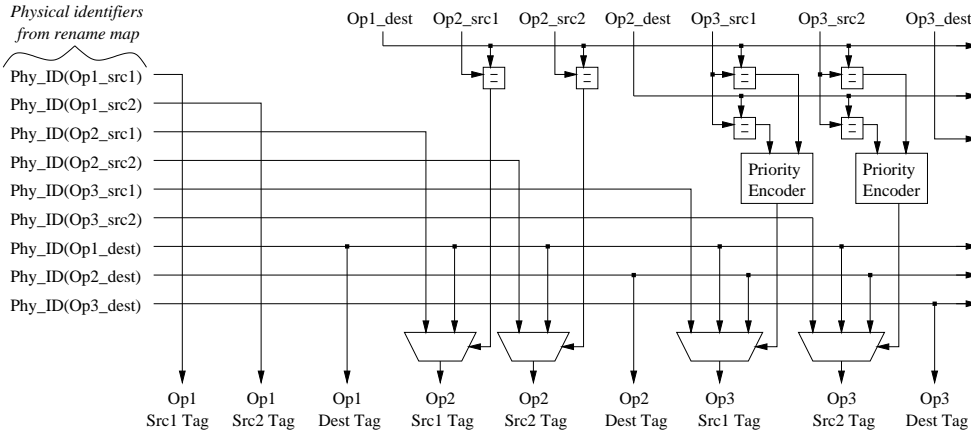 Physical identifiers
from rename map
Op1_dest Op2_src1 Op2_src2 Op2_dest Op3_src1 Op3_src2 Op3_dest
Phy_ID(Op1_src1)
= = = =
Phy_ID(Op1_src2)
= =
Phy_ID(Op2_src1)
Phy_ID(Op2_src2)
Priority Encoder
Priority Encoder
Phy_ID(Op3_src1)
Phy_ID(Op3_src2)
Phy_ID(Op1_dest)
Phy_ID(Op2_dest)
Phy_ID(Op3_dest)
Op1 Op1 Op1 Op2 Op2 Op2 Op3 Op3 Op3
Src1 Tag Src2 Tag Dest Tag Src1 Tag Src2 Tag Dest Tag Src1 Tag Src2 Tag Dest Tag